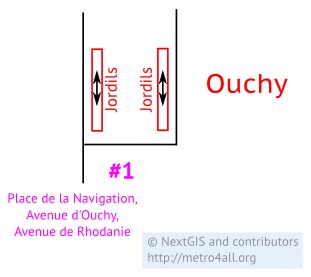 Jordils
Jordils
Ouchy
#1
Place de la Navigation,
Avenue d'Ouchy,
Avenue de Rhodanie
© NextGIS and contributors
http://metro4all.org